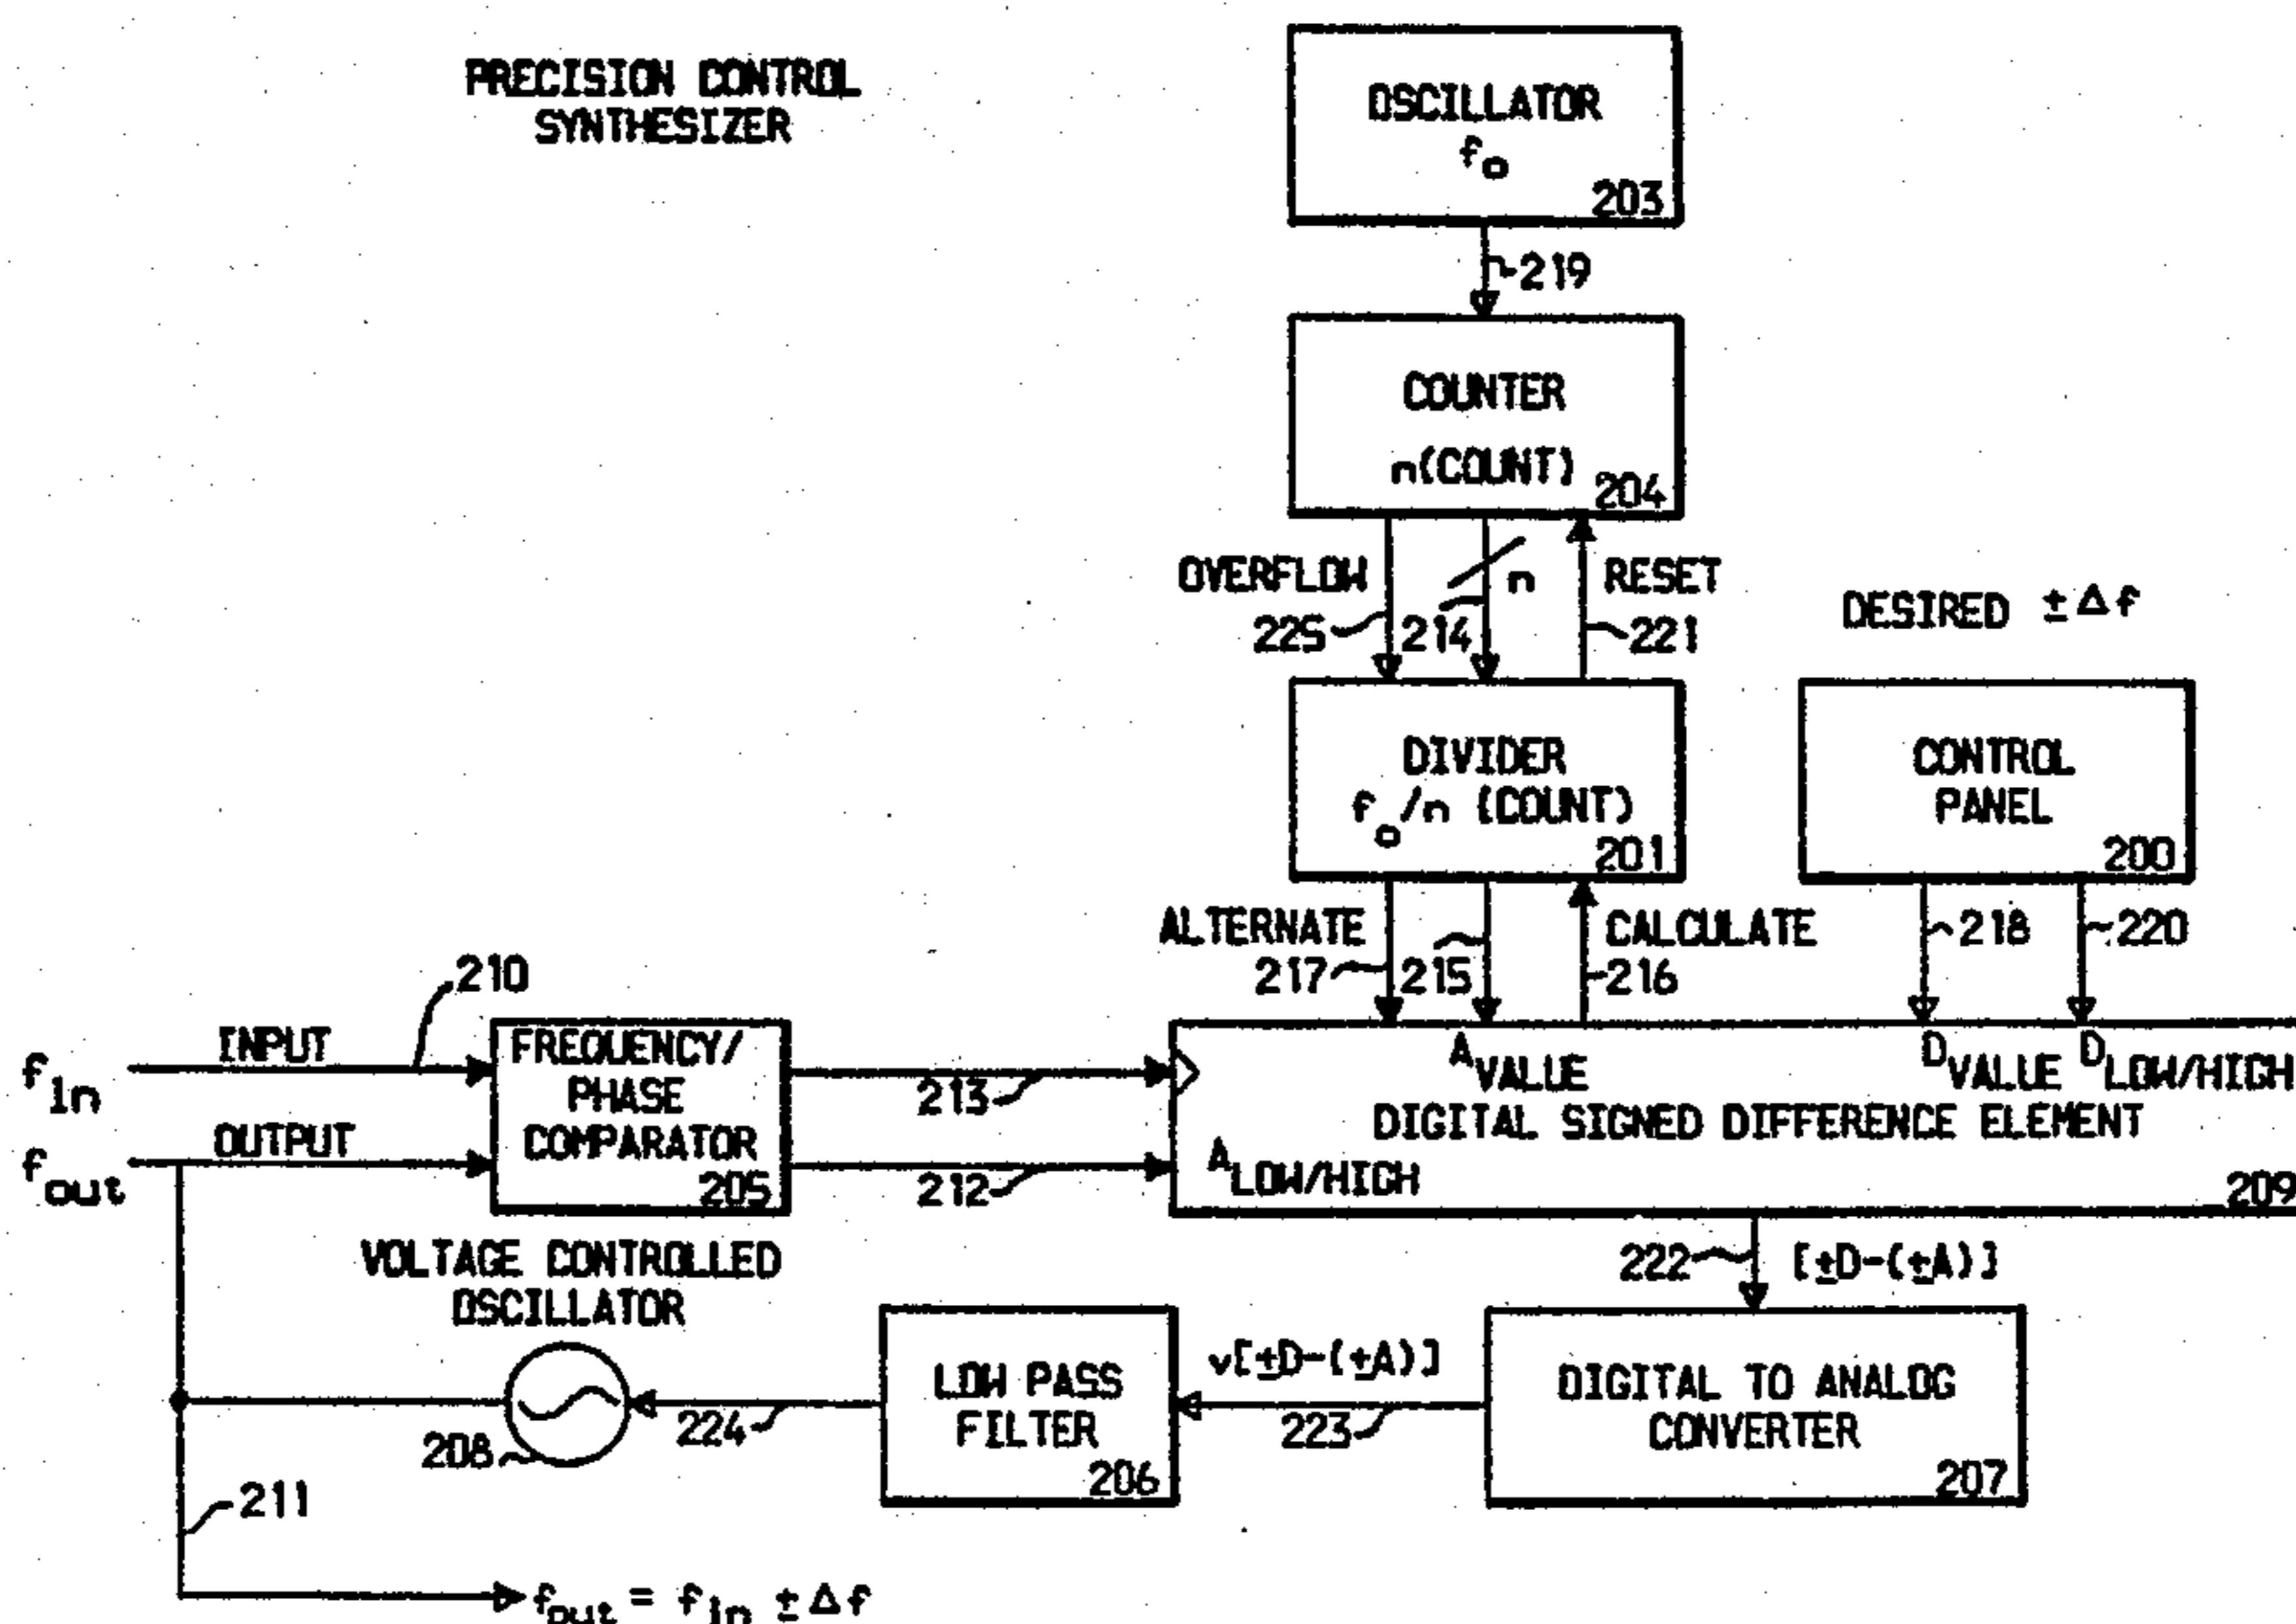 PRECISION CONTROL
SYNTHESIZER
OSCILLATOR
fo
203
219
COUNTER
n(COUNT)
204
OVERFLOW
225
214
n
RESET
221
DESIRED ±Δf
DIVIDER
fo/n (COUNT)
201
CONTROL
PANEL
200
ALTERNATE
217
215
CALCULATE
216
218
220
210
fin
INPUT
fout
OUTPUT
FREQUENCY/
PHASE
COMPARATOR
205
213
212
AVALUE
DVALUE
DLOW/HIGH
DIGITAL SIGNED DIFFERENCE ELEMENT
ALOW/HIGH
209
222
[±D-(±A)]
VOLTAGE CONTROLLED
OSCILLATOR
208
224
LOW PASS
FILTER
206
v[±D-(±A)]
223
DIGITAL TO ANALOG
CONVERTER
207
211
fout = fin ±Δf